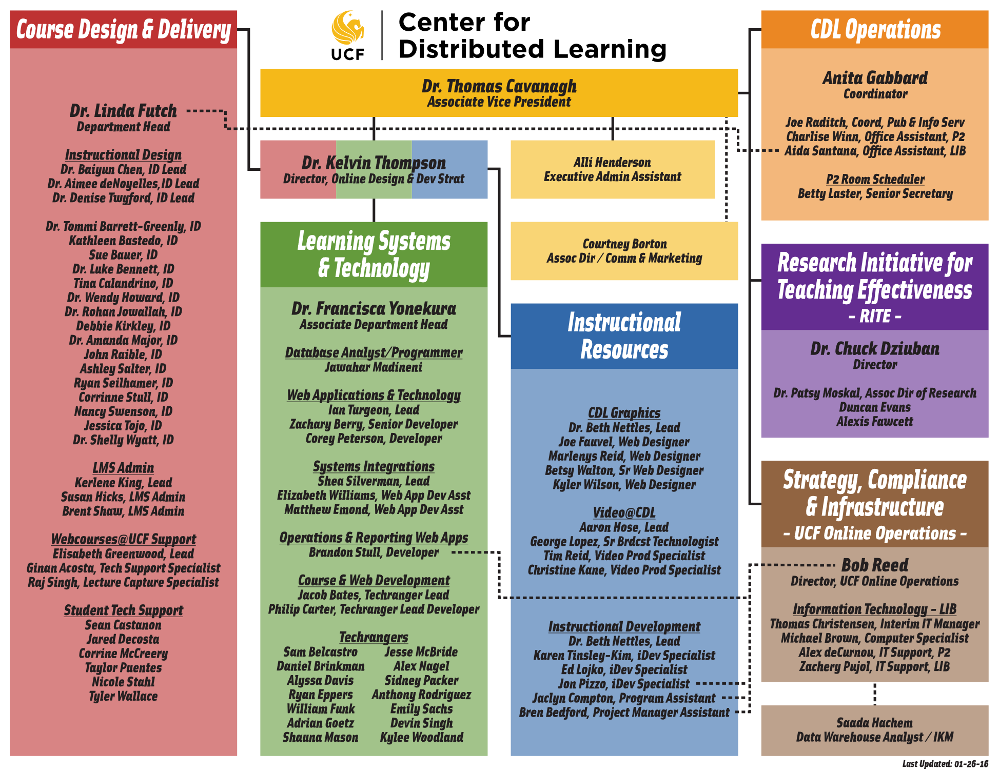 Course Design & Delivery
Dr. Linda Futch
Department Head
Instructional Design
Dr. Baiyun Chen, ID Lead
Dr. Aimee deNoyelles,ID Lead
Dr. Denise Twyford, ID Lead
Dr. Tommi Barrett-Greenly, ID
Kathleen Bastedo, ID
Sue Bauer, ID
Dr. Luke Bennett, ID
Tina Calandrino, ID
Dr. Wendy Howard, ID
Dr. Rohan Jowallah, ID
Debbie Kirkley, ID
Dr. Amanda Major, ID
John Raible, ID
Ashley Salter, ID
Ryan Seilhamer, ID
Corrinne Stull, ID
Nancy Swenson, ID
Jessica Tojo, ID
Dr. Shelly Wyatt, ID
LMS Admin
Kerlene King, Lead
Susan Hicks, LMS Admin
Brent Shaw, LMS Admin
Webcourses@UCF Support
Elisabeth Greenwood, Lead
Ginan Acosta, Tech Support Specialist
Raj Singh, Lecture Capture Specialist
Student Tech Support
Sean Castanon
Jared Decosta
Corrine McCreery
Taylor Puentes
Nicole Stahl
Tyler Wallace
UCF
Center for
Distributed Learning
Dr. Thomas Cavanagh
Associate Vice President
Dr. Kelvin Thompson
Director, Online Design & Dev Strat
Alli Henderson
Executive Admin Assistant
Courtney Borton
Assoc Dir / Comm & Marketing
Learning Systems
& Technology
Dr. Francisca Yonekura
Associate Department Head
Database Analyst/Programmer
Jawahar Madineni
Web Applications & Technology
Ian Turgeon, Lead
Zachary Berry, Senior Developer
Corey Peterson, Developer
Systems Integrations
Shea Silverman, Lead
Elizabeth Williams, Web App Dev Asst
Matthew Emond, Web App Dev Asst
Operations & Reporting Web Apps
Brandon Stull, Developer
Course & Web Development
Jacob Bates, Techranger Lead
Philip Carter, Techranger Lead Developer
Techrangers
Sam Belcastro
Daniel Brinkman
Alyssa Davis
Ryan Eppers
William Funk
Adrian Goetz
Shauna Mason
Jesse McBride
Alex Nagel
Sidney Packer
Anthony Rodriguez
Emily Sachs
Devin Singh
Kylee Woodland
Instructional
Resources
CDL Graphics
Dr. Beth Nettles, Lead
Joe Fauvel, Web Designer
Marlenys Reid, Web Designer
Betsy Walton, Sr Web Designer
Kyler Wilson, Web Designer
Video@CDL
Aaron Hose, Lead
George Lopez, Sr Brdcst Technologist
Tim Reid, Video Prod Specialist
Christine Kane, Video Prod Specialist
Instructional Development
Dr. Beth Nettles, Lead
Karen Tinsley-Kim, iDev Specialist
Ed Lojko, iDev Specialist
Jon Pizzo, iDev Specialist
Jaclyn Compton, Program Assistant
Bren Bedford, Project Manager Assistant
CDL Operations
Anita Gabbard
Coordinator
Joe Raditch, Coord, Pub & Info Serv
Charlise Winn, Office Assistant, P2
Aida Santana, Office Assistant, LIB
P2 Room Scheduler
Betty Laster, Senior Secretary
Research Initiative for
Teaching Effectiveness
- RITE -
Dr. Chuck Dziuban
Director
Dr. Patsy Moskal, Assoc Dir of Research
Duncan Evans
Alexis Fawcett
Strategy, Compliance
& Infrastructure
- UCF Online Operations -
Bob Reed
Director, UCF Online Operations
Information Technology - LIB
Thomas Christensen, Interim IT Manager
Michael Brown, Computer Specialist
Alex deCurnou, IT Support, P2
Zachery Pujol, IT Support, LIB
Saada Hachem
Data Warehouse Analyst / IKM
Last Updated: 01-26-16